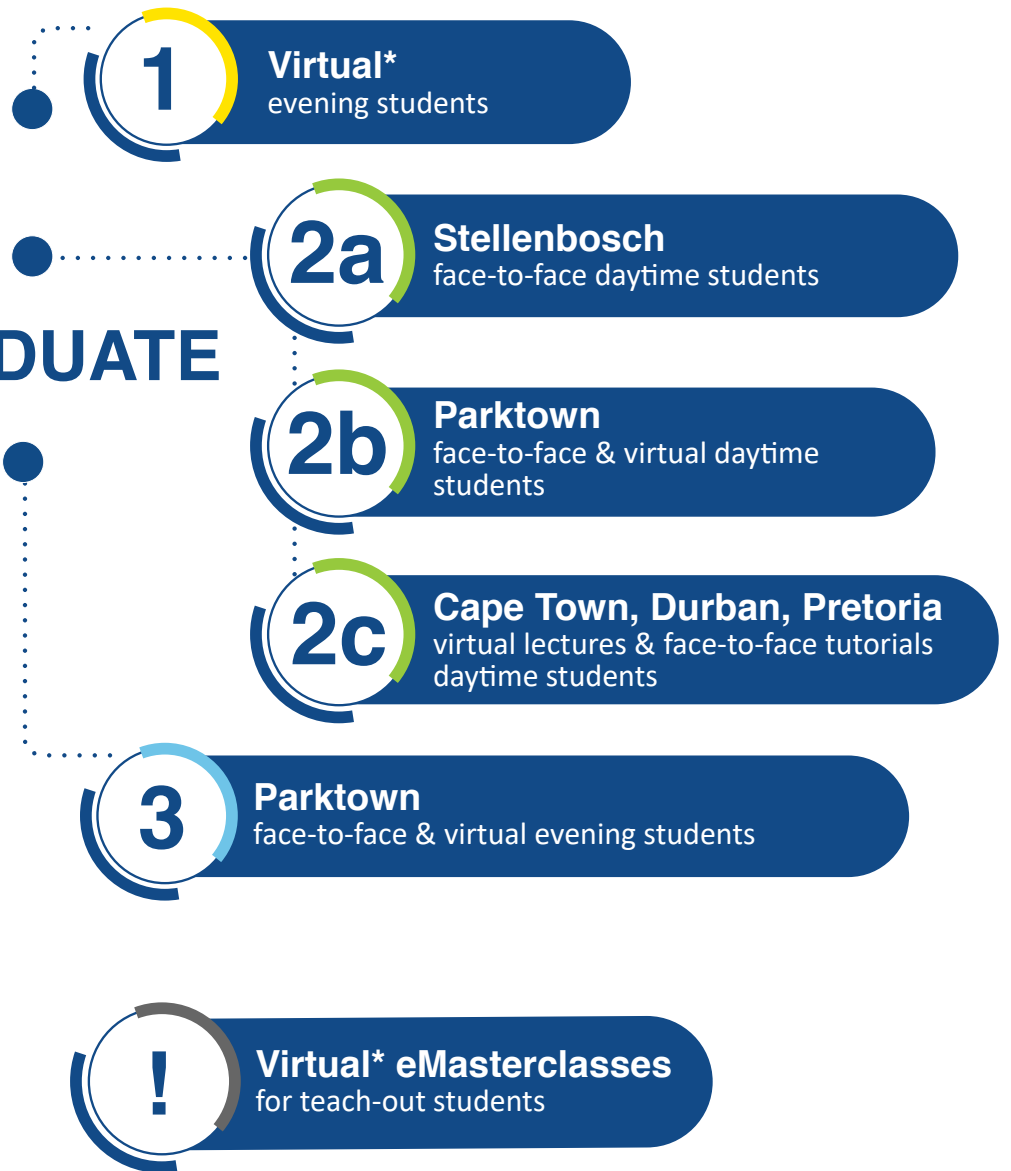 1
Virtual*
evening students
2a
Stellenbosch
face-to-face daytime students
DUATE
2b
Parktown
face-to-face & virtual daytime
students
2c
Cape Town, Durban, Pretoria
virtual lectures & face-to-face tutorials
daytime students
3
Parktown
face-to-face & virtual evening students
!
Virtual* eMasterclasses
for teach-out students